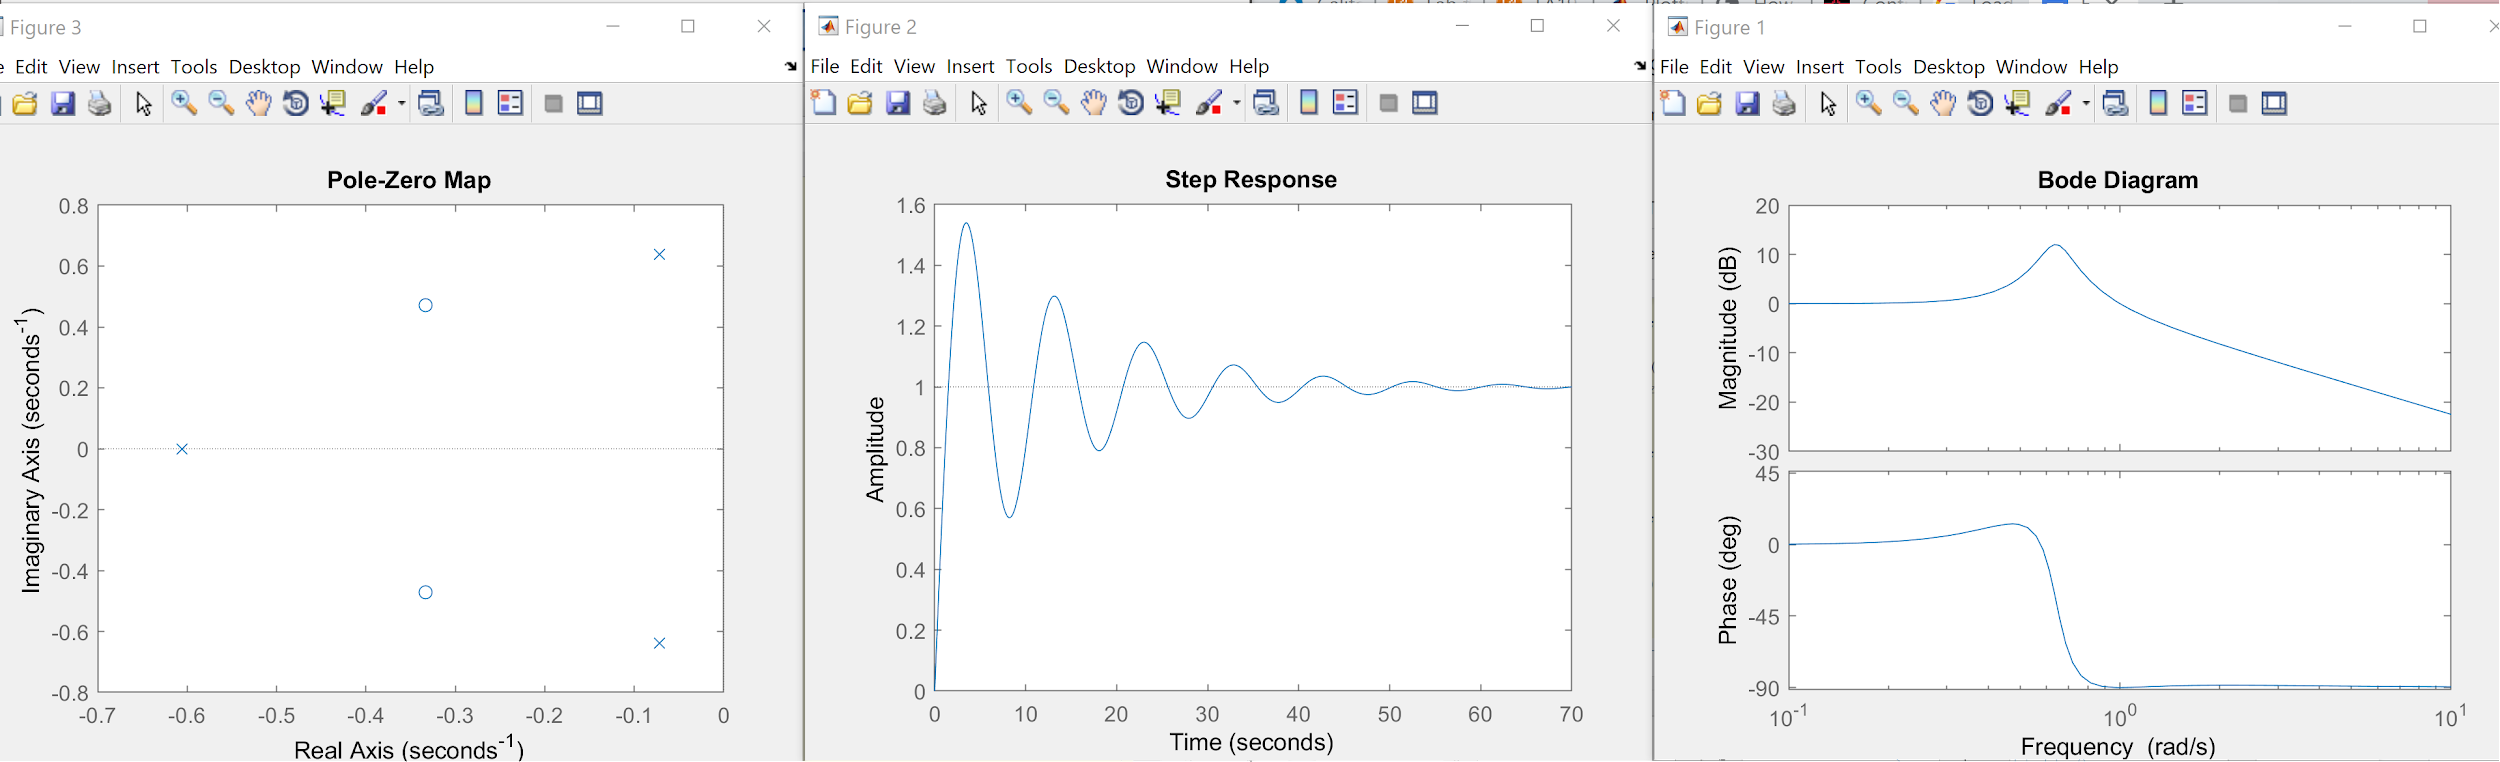 Figure 3
Edit View Insert Tools Desktop Window Help
Pole-Zero Map
0.8
0.6
0.4
0.2
0
-0.2
-0.4
-0.6
-0.8
Imaginary Axis (seconds-1)
-0.7 -0.6 -0.5 -0.4 -0.3 -0.2 -0.1 0
Real Axis (seconds-1)
Figure 2
File Edit View Insert Tools Desktop Window Help
Step Response
1.6
1.4
1.2
1
0.8
0.6
0.4
0.2
0
Amplitude
0 10 20 30 40 50 60 70
Time (seconds)
Figure 1
File Edit View Insert Tools Desktop Window Help
Bode Diagram
20
10
0
-10
-20
-30
Magnitude (dB)
45
0
-45
-90
Phase (deg)
10-1 100 101
Frequency (rad/s)